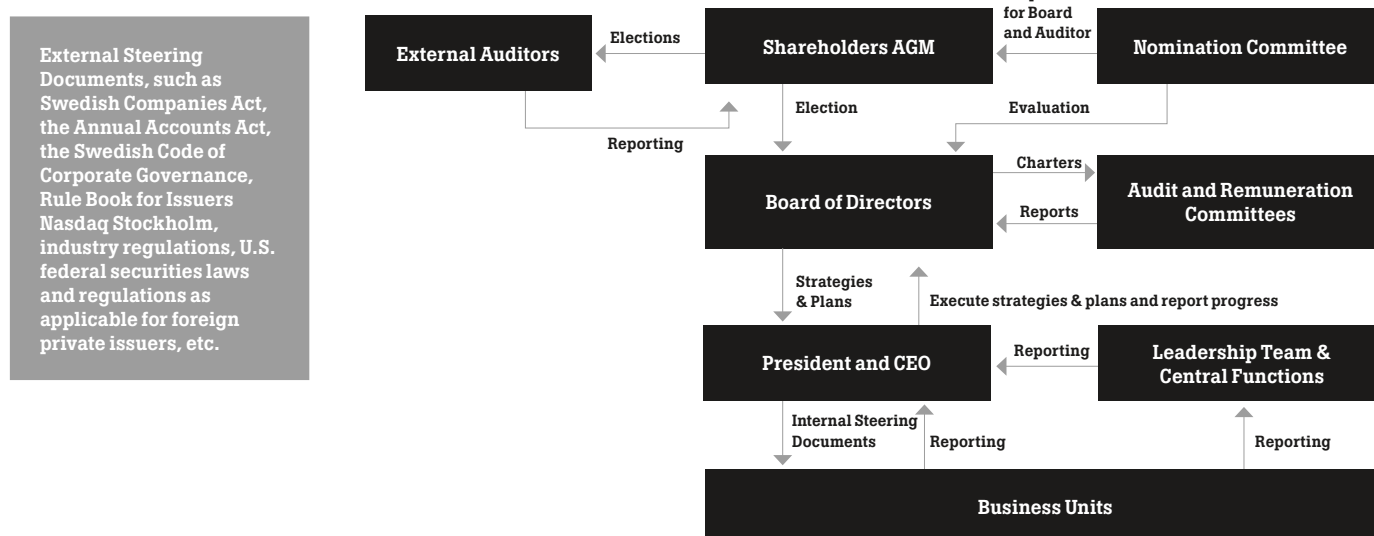 External Steering
Documents, such as
Swedish Companies Act,
the Annual Accounts Act,
the Swedish Code of
Corporate Governance,
Rule Book for Issuers
Nasdaq Stockholm,
industry regulations, U.S.
federal securities laws
and regulations as
applicable for foreign
private issuers, etc.
External Auditors
Elections
Shareholders AGM
for Board
and Auditor
Nomination Committee
Reporting
Election
Evaluation
Board of Directors
Charters
Reports
Audit and Remuneration
Committees
Strategies
& Plans
Execute strategies & plans and report progress
President and CEO
Reporting
Leadership Team &
Central Functions
Internal Steering
Documents
Reporting
Reporting
Business Units